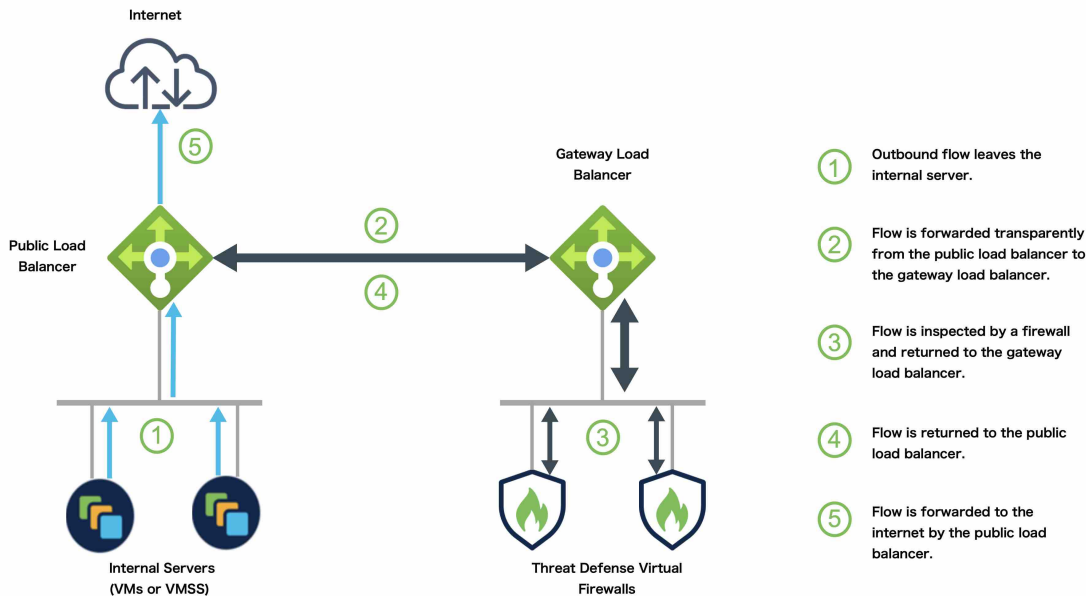 Internet
5
Gateway Load
Balancer
Public Load
Balancer
2
4
1
3
Internal Servers
(VMs or VMSS)
Threat Defense Virtual
Firewalls
1
Outbound flow leaves the
internal server.
2
Flow is forwarded transparently
from the public load balancer to
the gateway load balancer.
3
Flow is inspected by a firewall
and returned to the gateway
load balancer.
4
Flow is returned to the public
load balancer.
5
Flow is forwarded to the
internet by the public load
balancer.